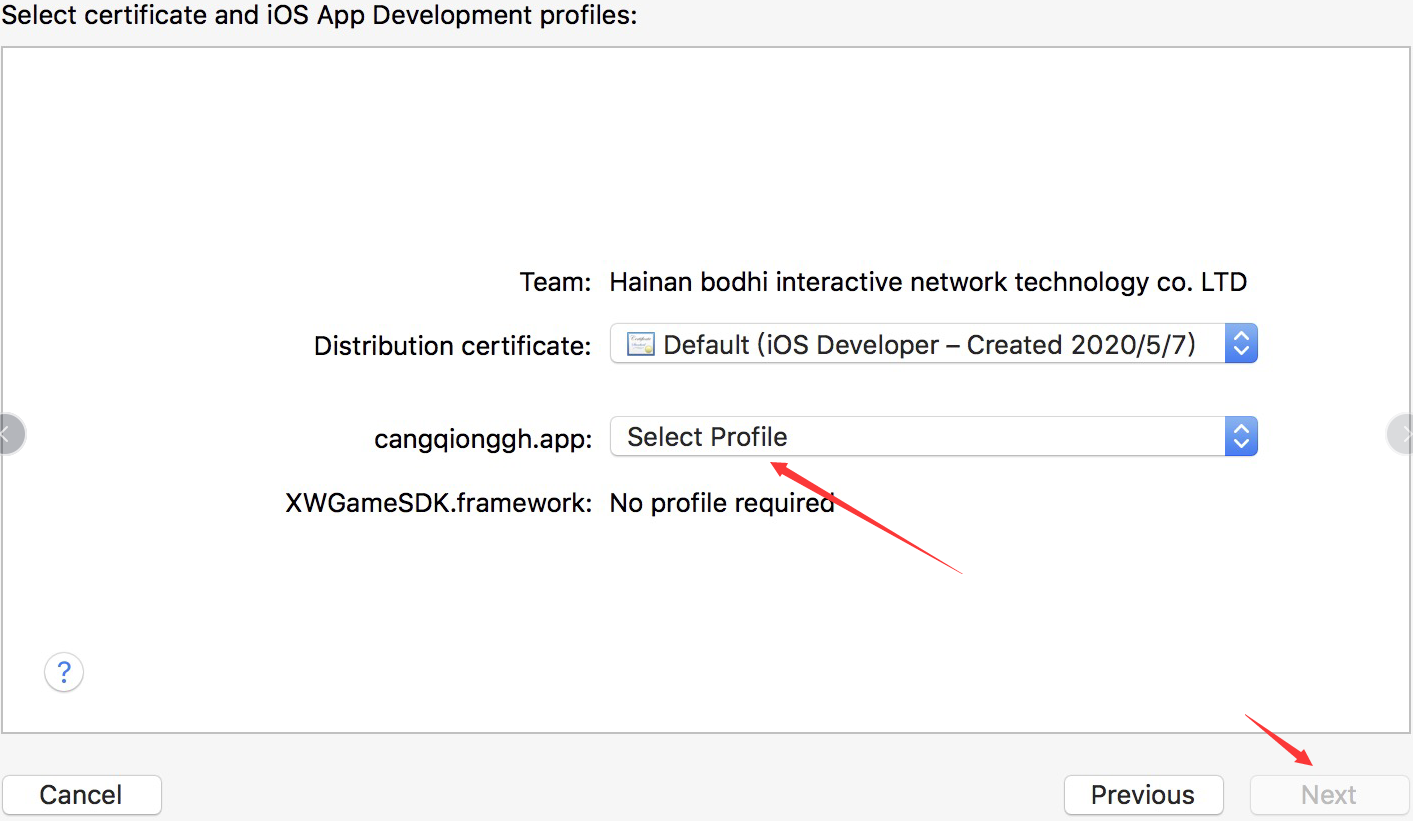 Select certificate and iOS App Development profiles:
Team: Hainan bodhi interactive network technology co. LTD
Distribution certificate: Default (iOS Developer – Created 2020/5/7)
cangqionggh.app: Select Profile
XWGameSDK.framework: No profile required
?
Cancel Previous Next